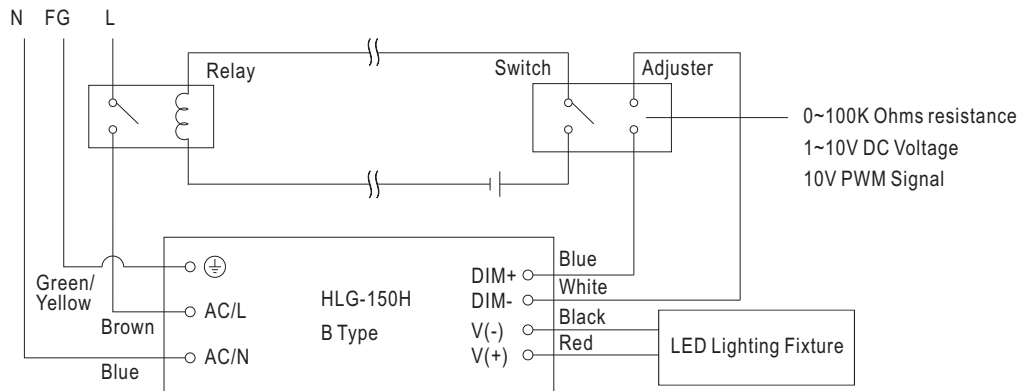 N FG L
Relay
Switch
Adjuster
0~100K Ohms resistance
1~10V DC Voltage
10V PWM Signal
Green/
Yellow
Brown
Blue
AC/L
AC/N
HLG-150H
B Type
DIM+
DIM-
V(-)
V(+)
Blue
White
Black
Red
LED Lighting Fixture